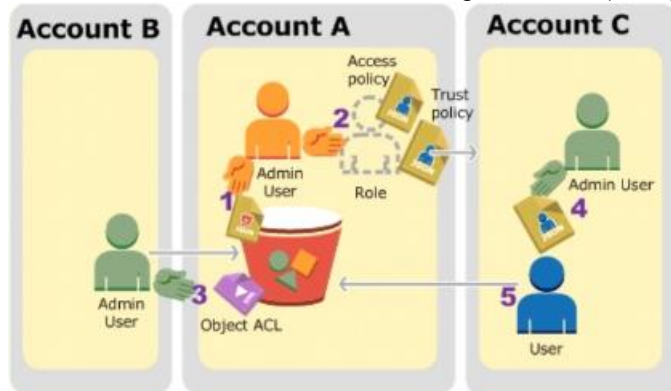 Account B
Account A
Account C
Access
policy
Trust
policy
2
Admin
User
Role
Admin User
1
4
3
Admin
User
Object ACL
5
User